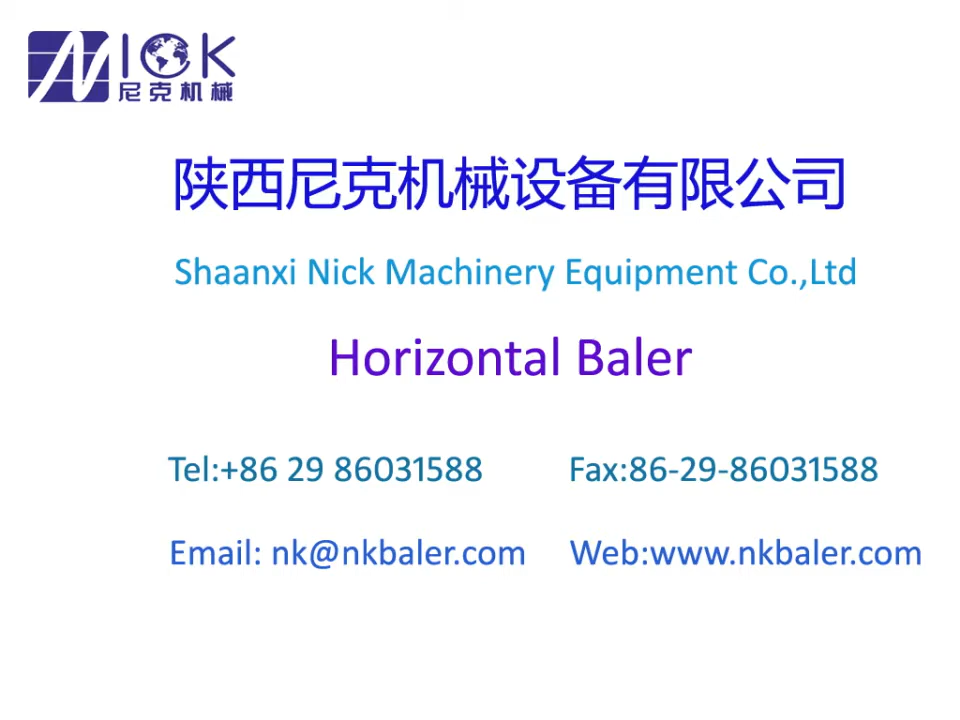 NICK
尼克机械
陕西尼克机械设备有限公司
Shaanxi Nick Machinery Equipment Co.,Ltd
Horizontal Baler
Tel:+86 29 86031588 Fax:86-29-86031588
Email: nk@nkbaler.com Web:www.nkbaler.com